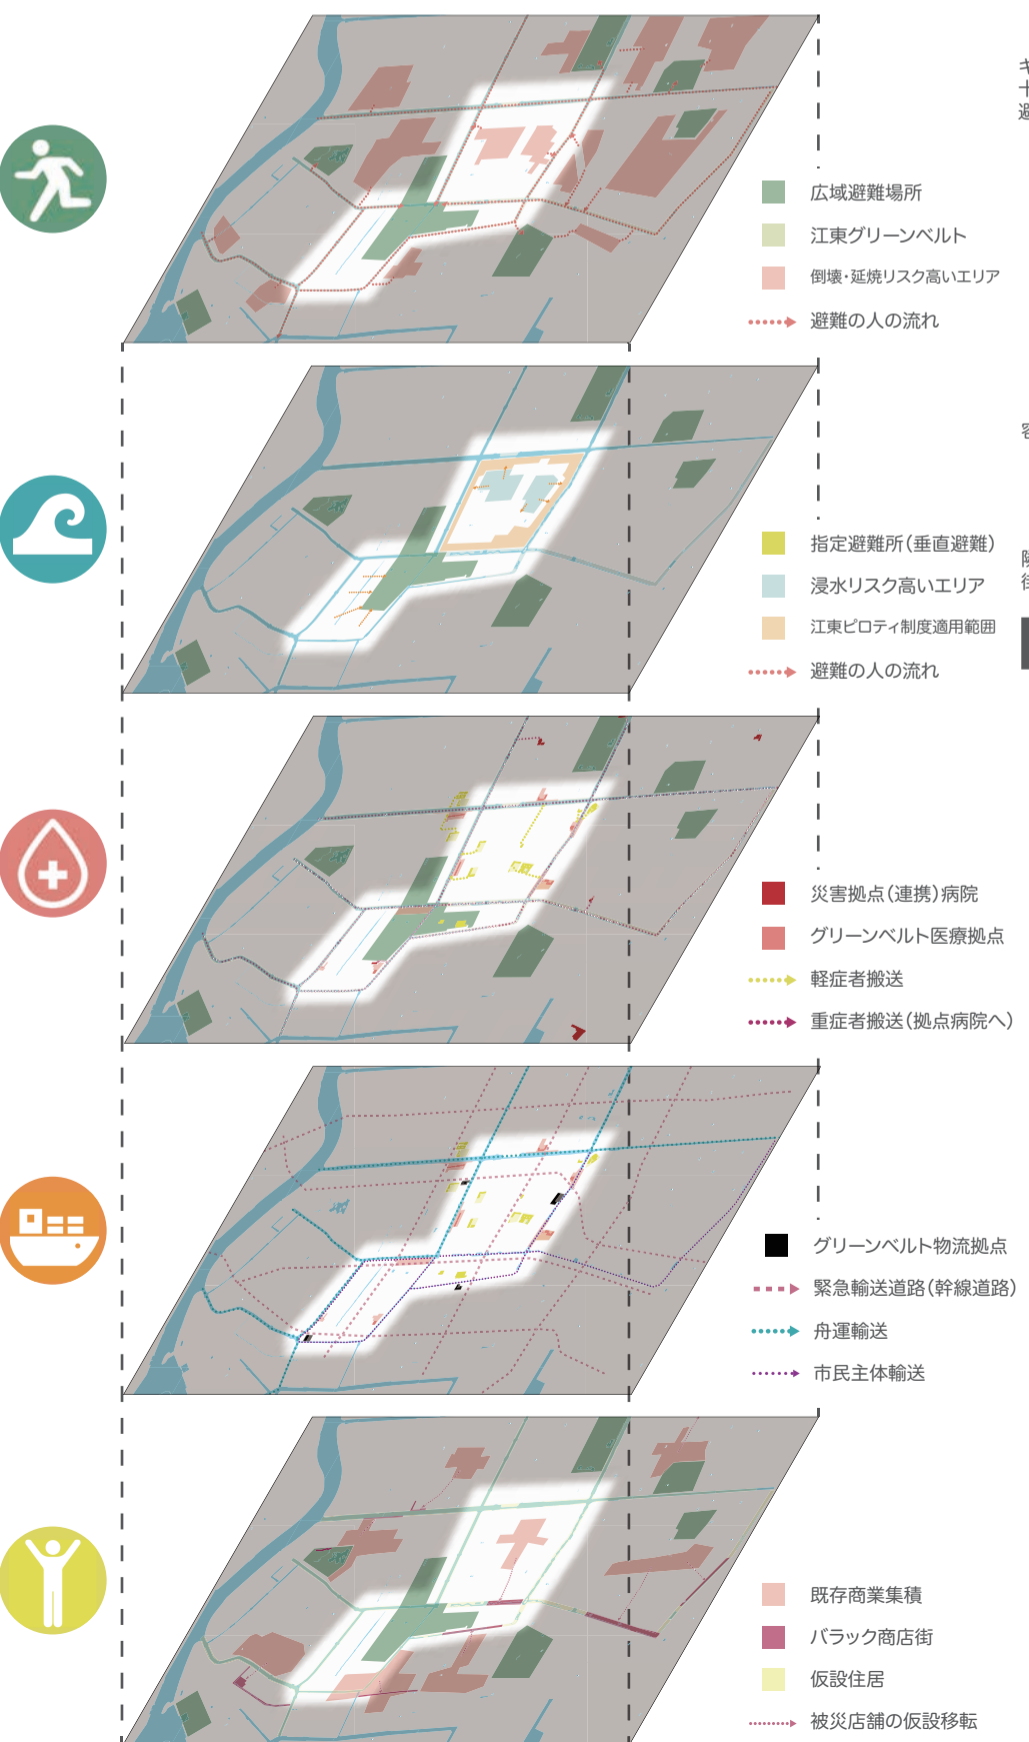 キ
十
避
広域避難場所
江東グリーンベルト
倒壊・延焼リスク高いエリア
避難の人の流れ
容
指定避難所（垂直避難）
浸水リスク高いエリア
江東ピロティ制度適用範囲
避難の人の流れ
災害拠点（連携）病院
グリーンベルト医療拠点
軽症者搬送
重症者搬送（拠点病院へ）
グリーンベルト物流拠点
緊急輸送道路（幹線道路）
舟運輸送
市民主体輸送
既存商業集積
バラック商店街
仮設住居
被災店舗の仮設移転